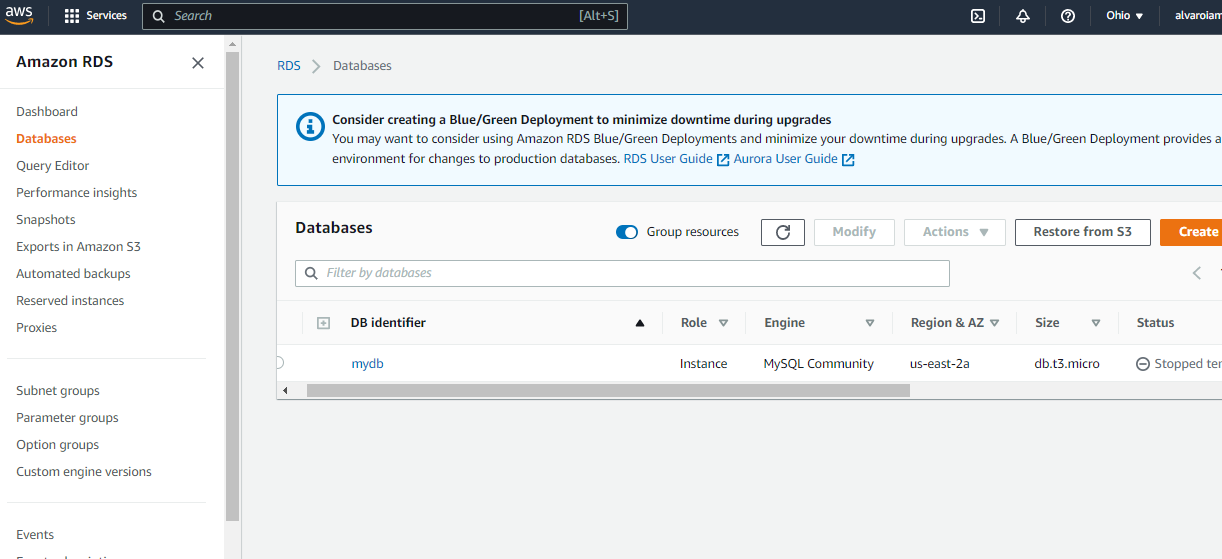 aws
Services
Search
[Alt+S]
Ohio
alvaroiam
Amazon RDS
Dashboard
Databases
Query Editor
Performance insights
Snapshots
Exports in Amazon S3
Automated backups
Reserved instances
Proxies
Subnet groups
Parameter groups
Option groups
Custom engine versions
Events
RDS
Databases
Consider creating a Blue/Green Deployment to minimize downtime during upgrades
You may want to consider using Amazon RDS Blue/Green Deployments and minimize your downtime during upgrades. A Blue/Green Deployment provides a
environment for changes to production databases. RDS User Guide Aurora User Guide
Databases
Group resources
Modify
Actions
Restore from S3
Create
Filter by databases
DB identifier
Role
Engine
Region & AZ
Size
Status
mydb
Instance
MySQL Community
us-east-2a
db.t3.micro
Stopped ter